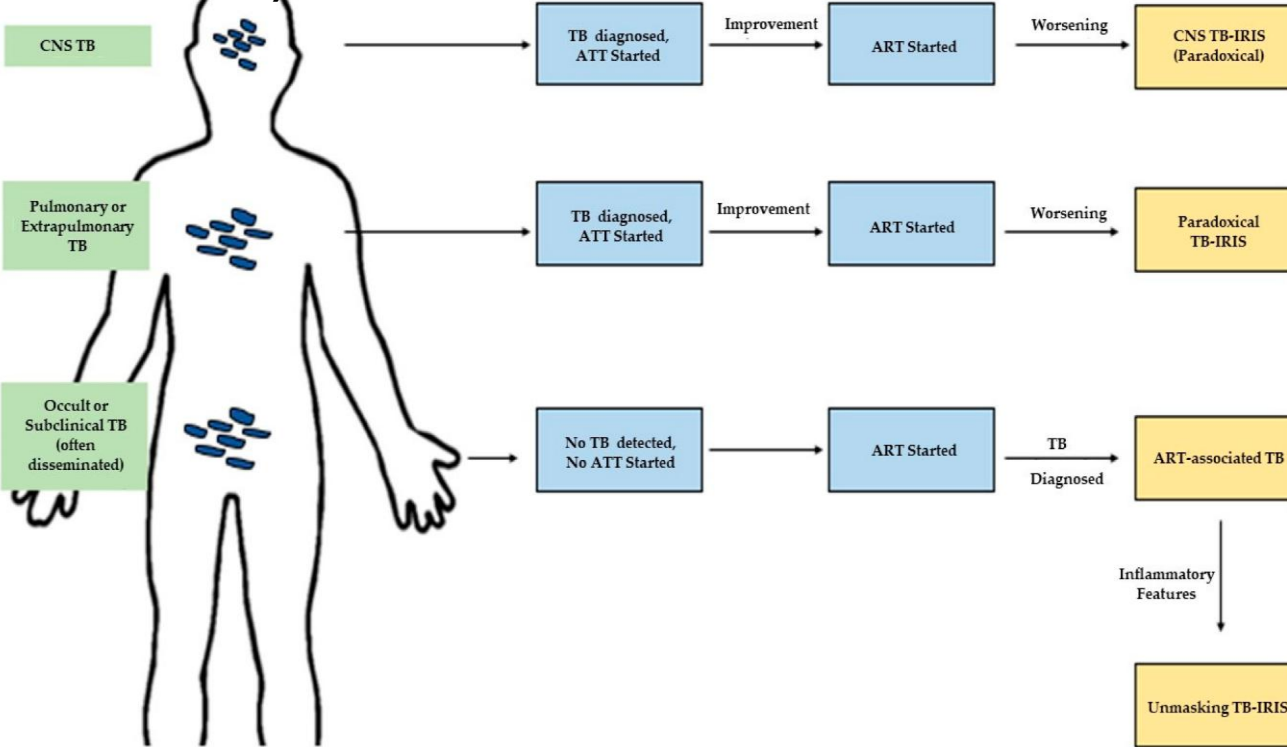 CNS TB
TB diagnosed,
ATT Started
Improvement
ART Started
Worsening
CNS TB-IRIS
(Paradoxical)
Pulmonary or
Extrapulmonary
TB
TB diagnosed,
ATT Started
Improvement
ART Started
Worsening
Paradoxical
TB-IRIS
Occult or
Subclinical TB
(often
disseminated)
No TB detected,
No ATT Started
ART Started
TB
Diagnosed
ART-associated TB
Inflammatory
Features
Unmasking TB-IRIS